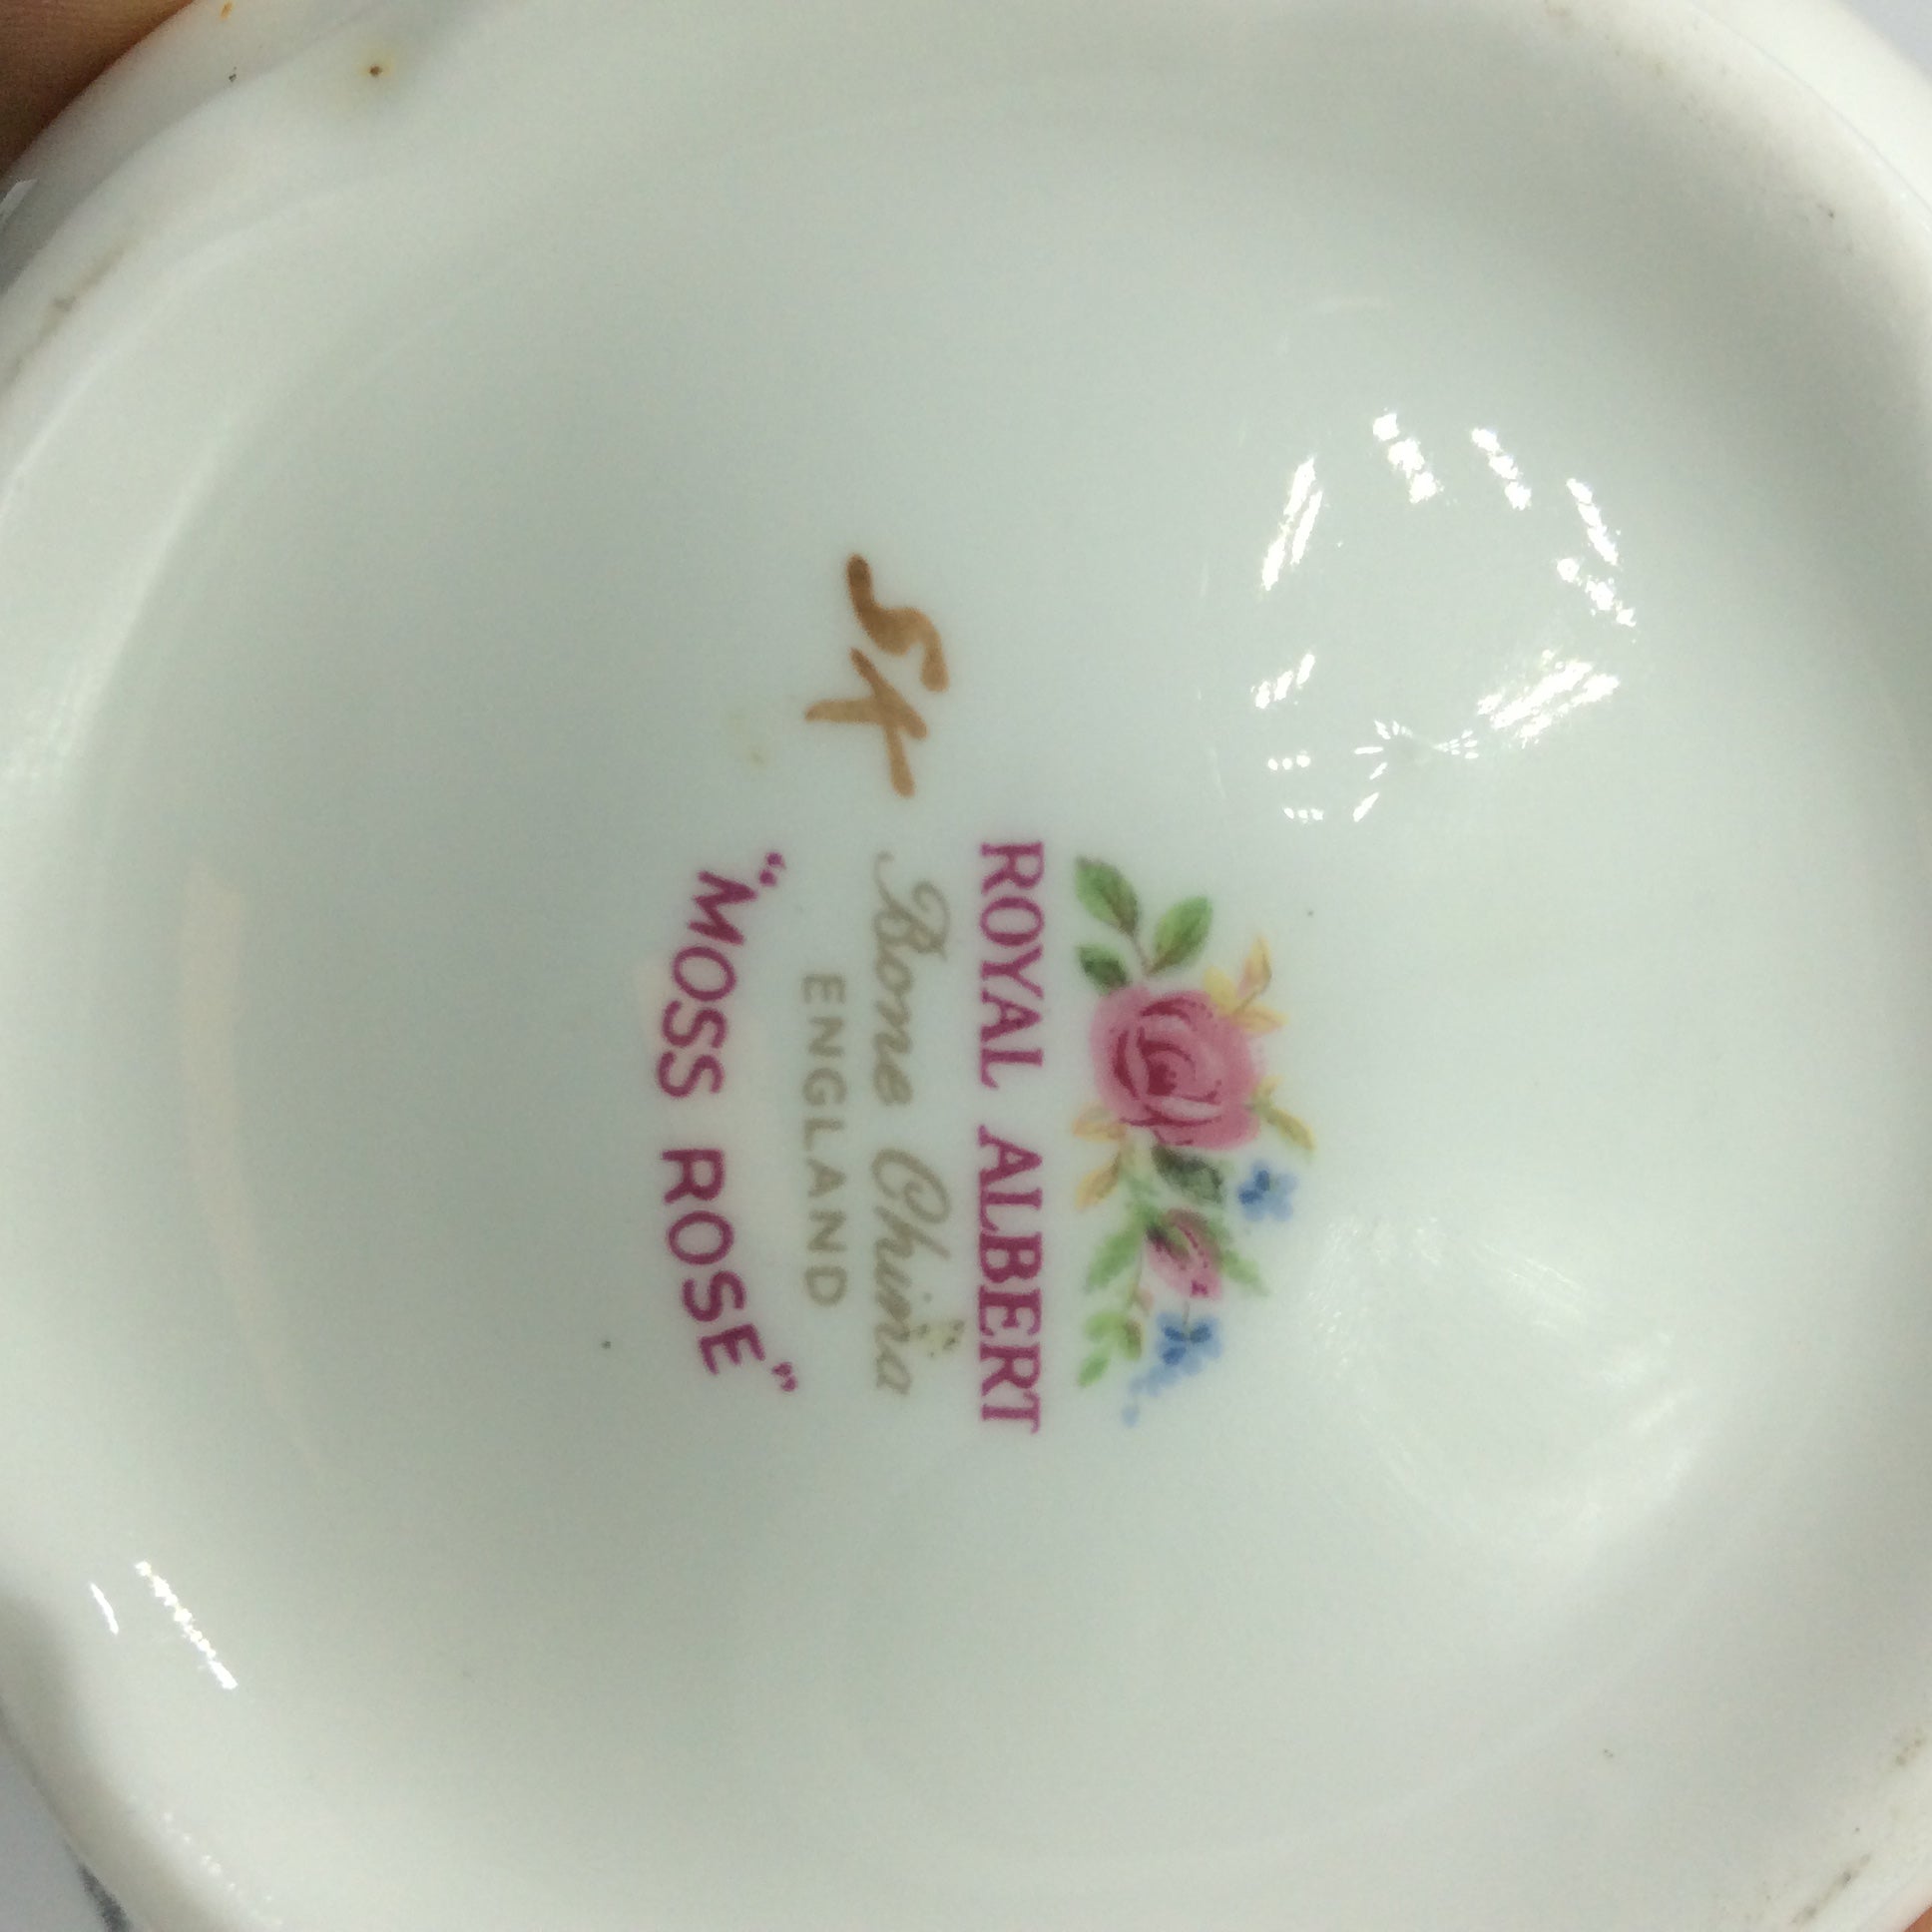 ROYAL ALBERT
Bone China
ENGLAND
"MOSS ROSE"